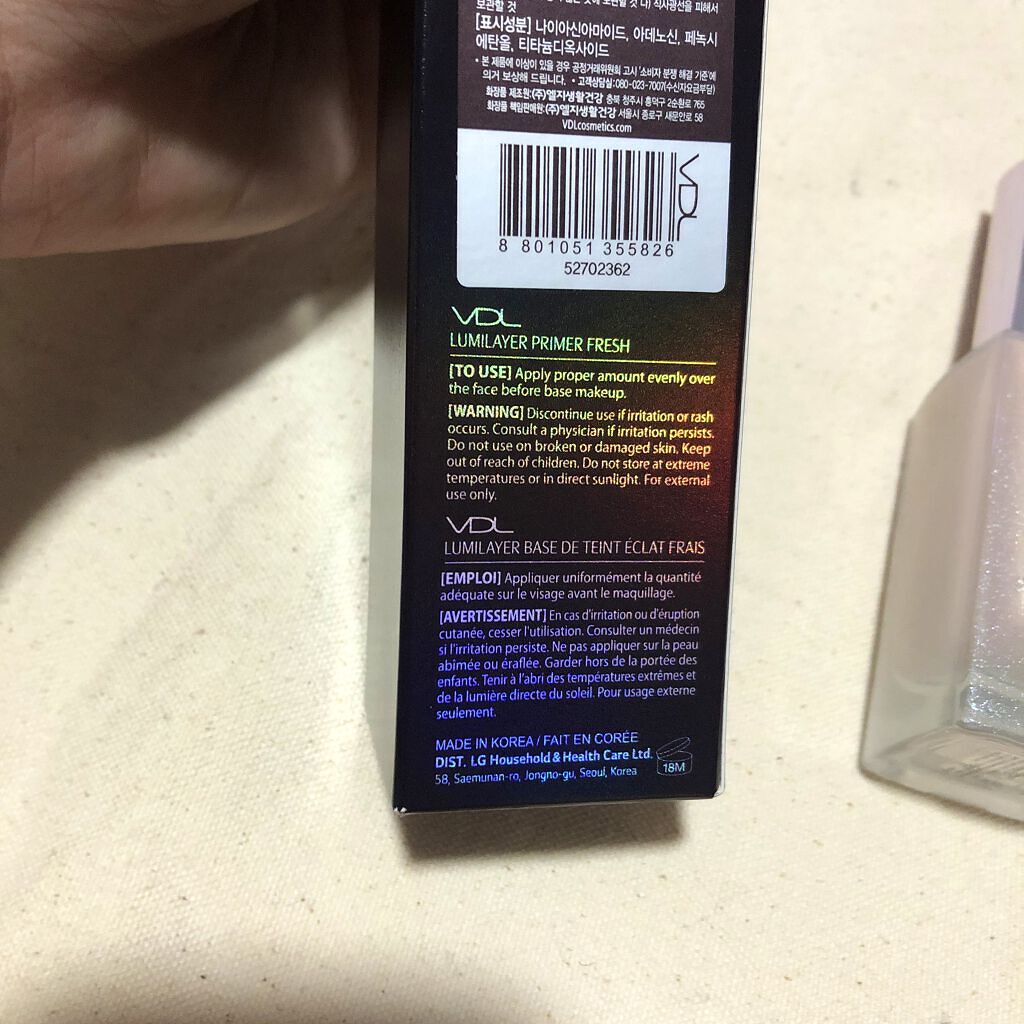 보관할 것 나) 직사광선을 피해서
보관할 것
[표시성분] 나이아신아마이드, 아데노신, 페녹시
에탄올, 티타늄디옥사이드
• 본 제품에 이상이 있을 경우 공정거래위원회 고시 '소비자 분쟁 해결 기준'에
의거 보상해 드립니다. • 고객상담실:080-023-7007(수신자요금부담)
화장품 제조원:(주)엘지생활건강 충북 청주시 흥덕구 2순환로 765
화장품 책임판매원:(주)엘지생활건강 서울시 종로구 새문안로 58
VDLcosmetics.com
VDL
8 801051 355826
52702362
VDL
LUMILAYER PRIMER FRESH
[TO USE] Apply proper amount evenly over
the face before base makeup.
[WARNING] Discontinue use if irritation or rash
occurs. Consult a physician if irritation persists.
Do not use on broken or damaged skin. Keep
out of reach of children. Do not store at extreme
temperatures or in direct sunlight. For external
use only.
VDL
LUMILAYER BASE DE TEINT ÉCLAT FRAIS
[EMPLOI] Appliquer uniformément la quantité
adéquate sur le visage avant le maquillage.
[AVERTISSEMENT] En cas d'irritation ou d'éruption
cutanée, cesser l'utilisation. Consulter un médecin
si l'irritation persiste. Ne pas appliquer sur la peau
abîmée ou éraflée. Garder hors de la portée des
enfants. Tenir à l'abri des températures extrêmes et
de la lumière directe du soleil. Pour usage externe
seulement.
MADE IN KOREA / FAIT EN CORÉE
DIST. LG Household & Health Care Ltd.
58, Saemunan-ro, Jongno-gu, Seoul, Korea
18M